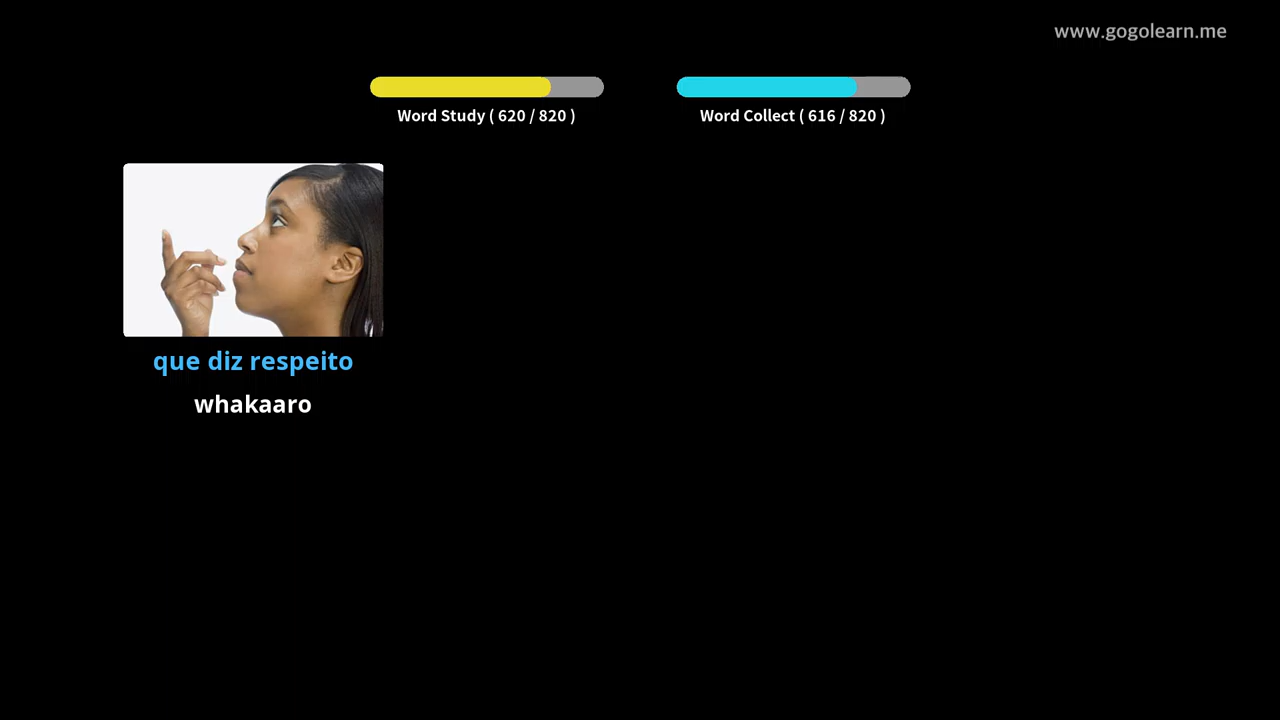 www.gogolearn.me
Word Study ( 620 / 820 )
Word Collect ( 616 / 820 )
que diz respeito
whakaaro